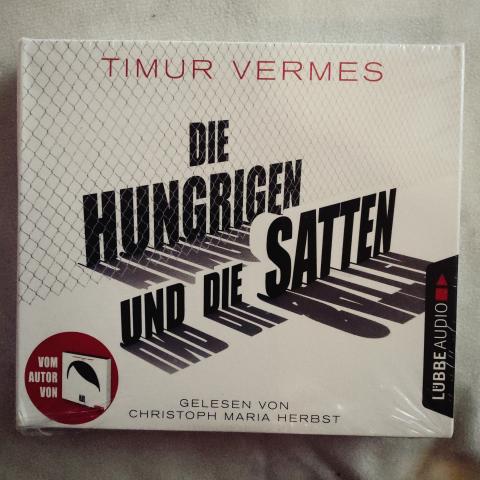 TIMUR VERMES
DIE
HUNGRIGEN
UND DIE SATTEN
LÜBBE AUDIO
VOM
AUTOR
VON
GELESEN VON
CHRISTOPH MARIA HERBST